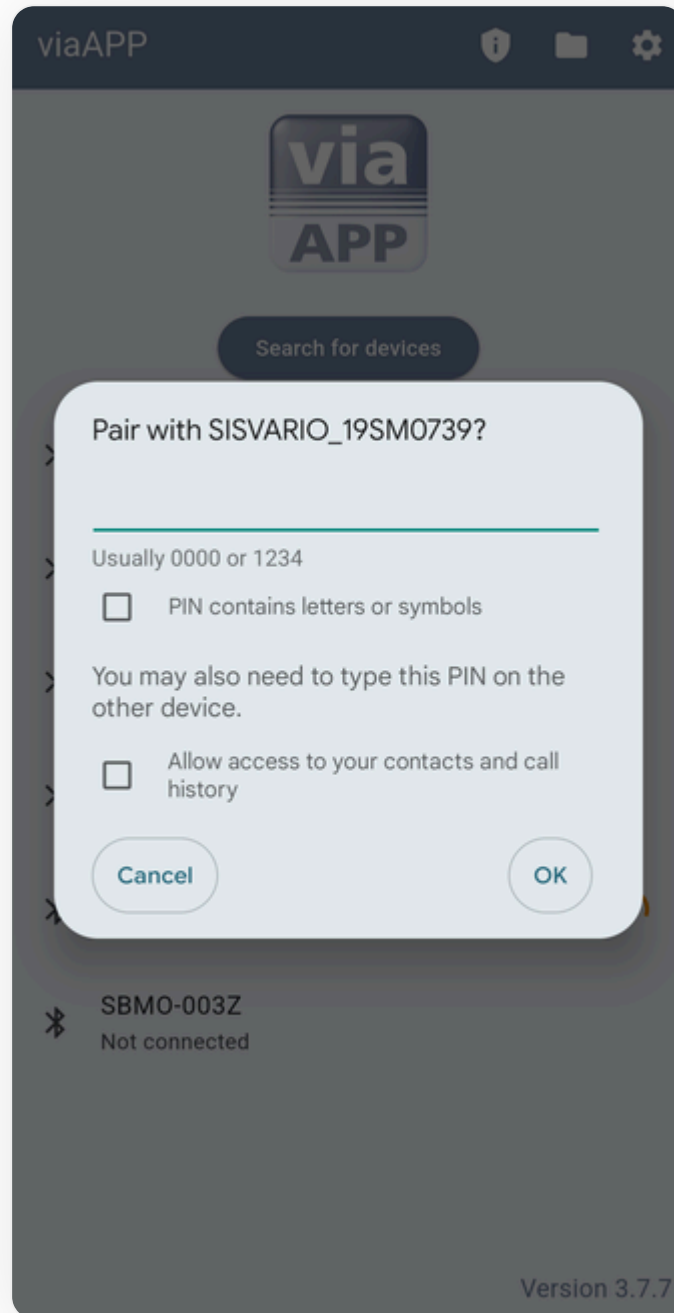 viaAPP
via
APP
Search for devices
Pair with SISVARIO_19SM0739?
Usually 0000 or 1234
PIN contains letters or symbols
You may also need to type this PIN on the
other device.
Allow access to your contacts and call
history
Cancel
OK
SBMO-003Z
Not connected
Version 3.7.7